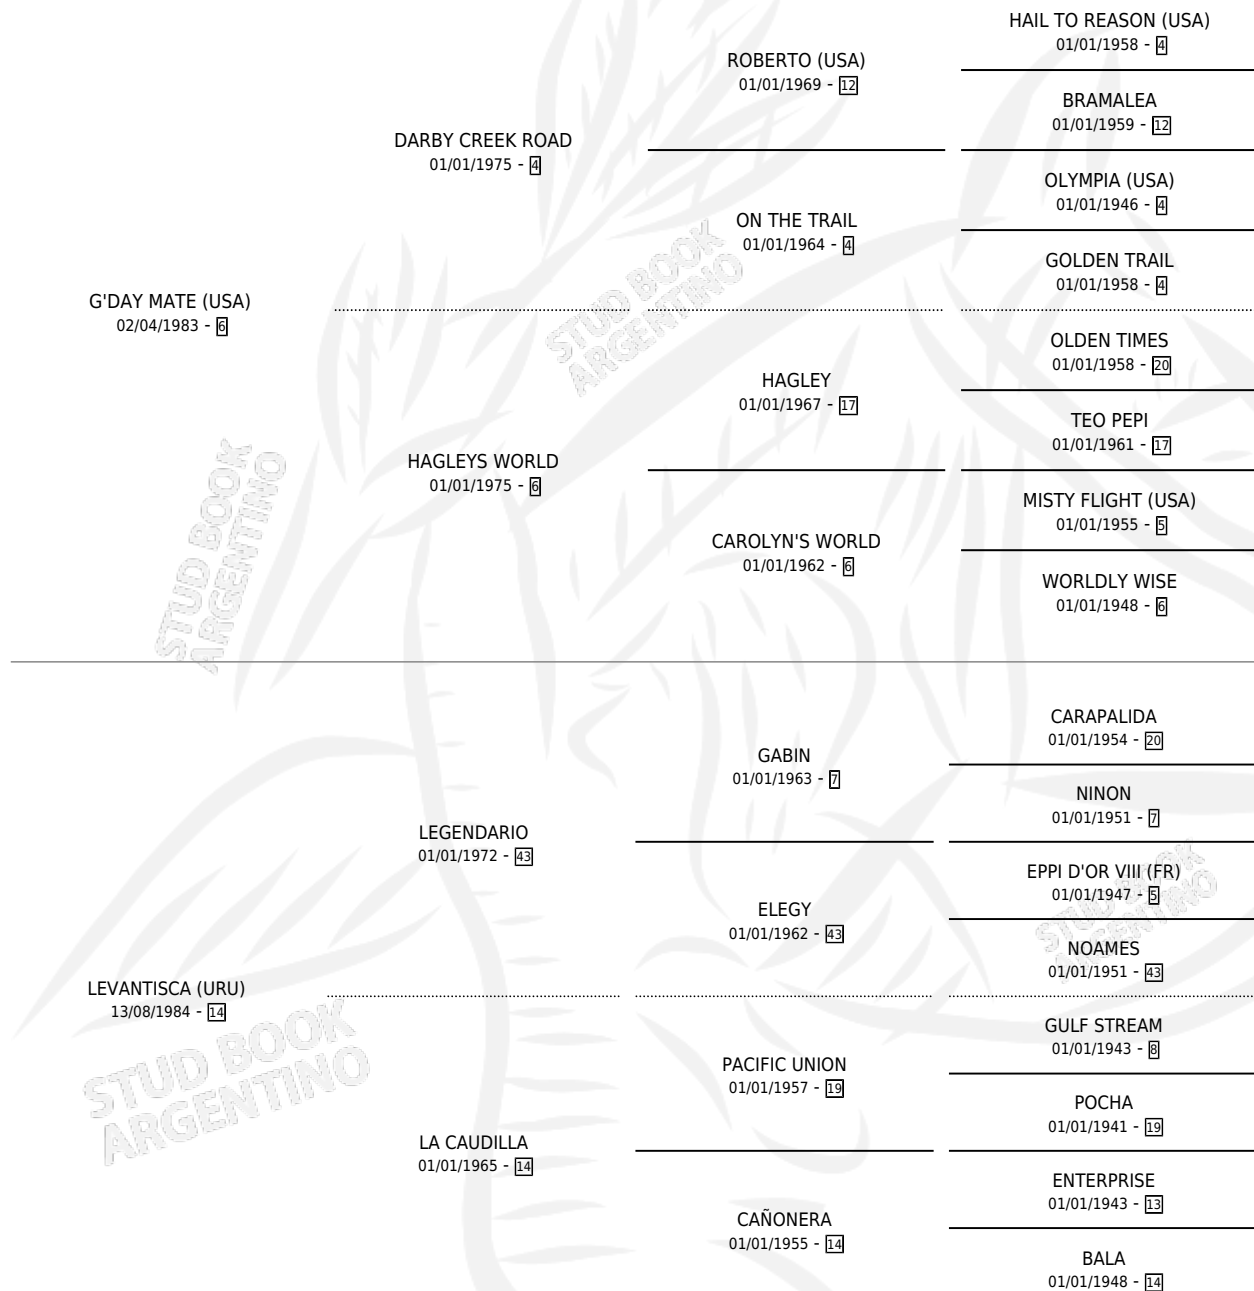 HAIL TO REASON (USA)
01/01/1958 - 4
ROBERTO (USA)
01/01/1969 - 12
BRAMALEA
01/01/1959 - 12
DARBY CREEK ROAD
01/01/1975 - 4
OLYMPIA (USA)
01/01/1946 - 4
ON THE TRAIL
01/01/1964 - 4
GOLDEN TRAIL
01/01/1958 - 4
G'DAY MATE (USA)
02/04/1983 - 6
OLDEN TIMES
01/01/1958 - 20
HAGLEY
01/01/1967 - 17
TEO PEPI
01/01/1961 - 17
HAGLEYS WORLD
01/01/1975 - 6
MISTY FLIGHT (USA)
01/01/1955 - 5
CAROLYN'S WORLD
01/01/1962 - 6
WORLDLY WISE
01/01/1948 - 6
CARAPALIDA
01/01/1954 - 20
GABIN
01/01/1963 - 7
NINON
01/01/1951 - 7
LEGENDARIO
01/01/1972 - 43
EPPI D'OR VIII (FR)
01/01/1947 - 5
ELEGY
01/01/1962 - 43
NOAMES
01/01/1951 - 43
LEVANTISCA (URU)
13/08/1984 - 14
GULF STREAM
01/01/1943 - 8
PACIFIC UNION
01/01/1957 - 19
POCHA
01/01/1941 - 19
LA CAUDILLA
01/01/1965 - 14
ENTERPRISE
01/01/1943 - 13
CAÑONERA
01/01/1955 - 14
BALA
01/01/1948 - 14
STUD BOOK
ARGENTINO
STUD BOOK
ARGENTINO
STUD BOOK
ARGENTINO
STUD BOOK
ARGENTINO